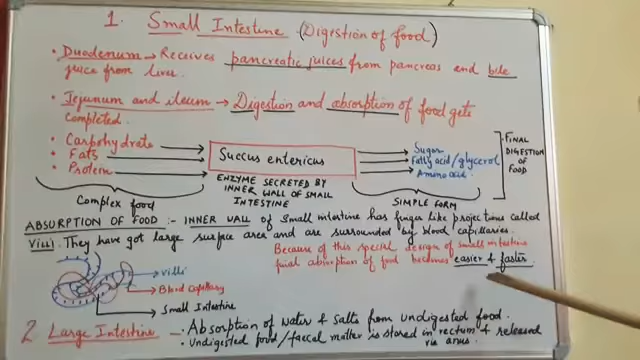 1. Small Intestine (Digestion of food)
• Duodenum → Receives pancreatic juices from pancreas and bile
juice from liver.
• Jejunum and ileum → Digestion and absorption of food gets
completed.
• Carbohydrate
• Fats
• Protein
Complex food
Succus entericus
ENZYME SECRETED BY
INNER WALL OF SMALL
INTESTINE
Sugar
Fatty acid/glycerol
Amino acid.
SIMPLE FORM
FINAL
DIGESTION
OF FOOD
ABSORPTION OF FOOD :- INNER WALL of small intestine has finger like projections called
Villi. They have got large surface area and are surrounded by blood capillaries.
Because of this special design of small intestine
final absorption of food becomes easier & faster
Villi
Blood capillary
Small Intestine
2. Large Intestine - • Absorption of water & salts from undigested food.
• Undigested food/faecal matter is stored in rectum & released
via anus.